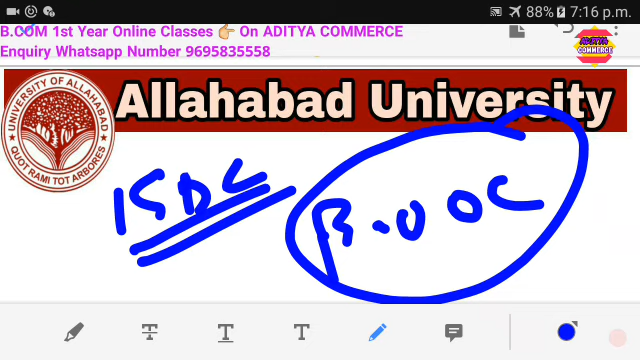 88% 7:16 p.m.
B.COM 1st Year Online Classes 👉 On ADITYA COMMERCE
Enquiry Whatsapp Number 9695835558
ADITYA
COMMERCE
UNIVERSITY OF ALLAHABAD
QUOT RAMI TOT ARBORES
Allahabad University
B.VOC
T T T